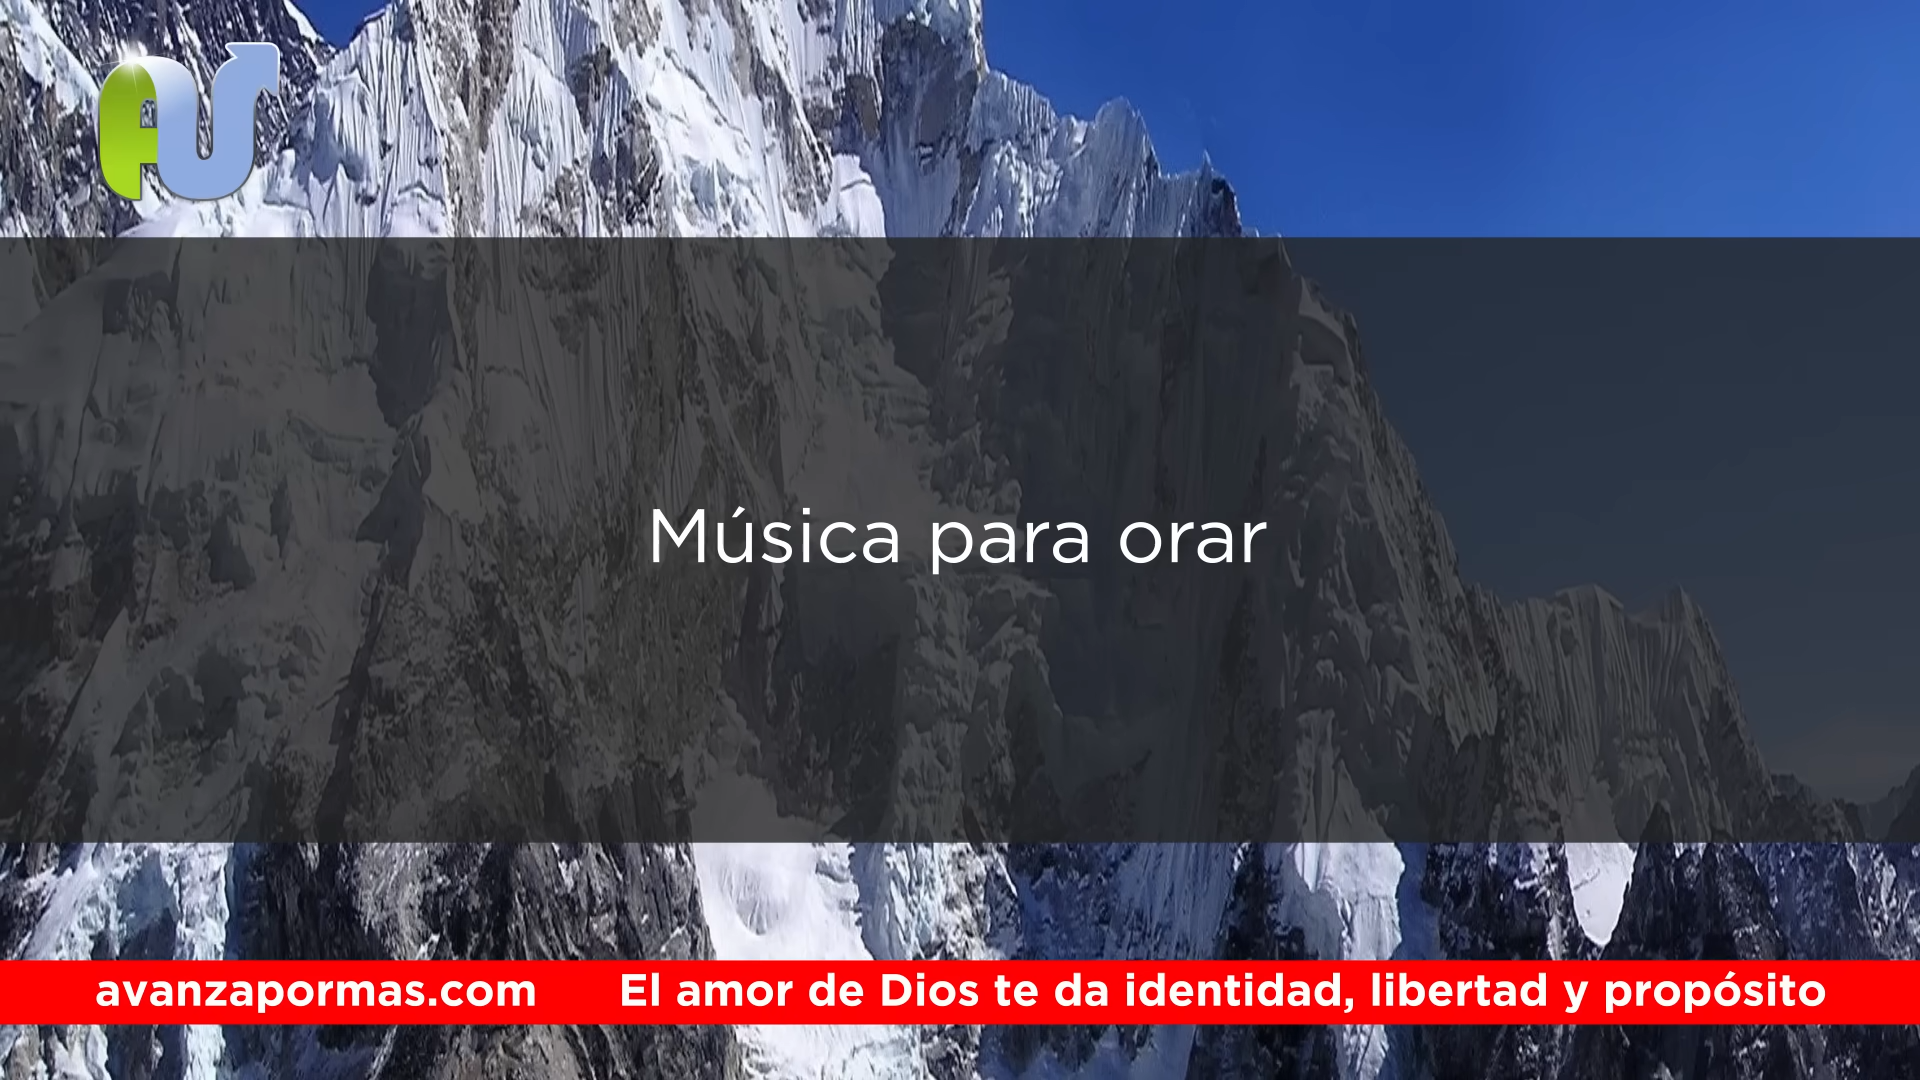 Música para orar
avanzapormas.com El amor de Dios te da identidad, libertad y propósito